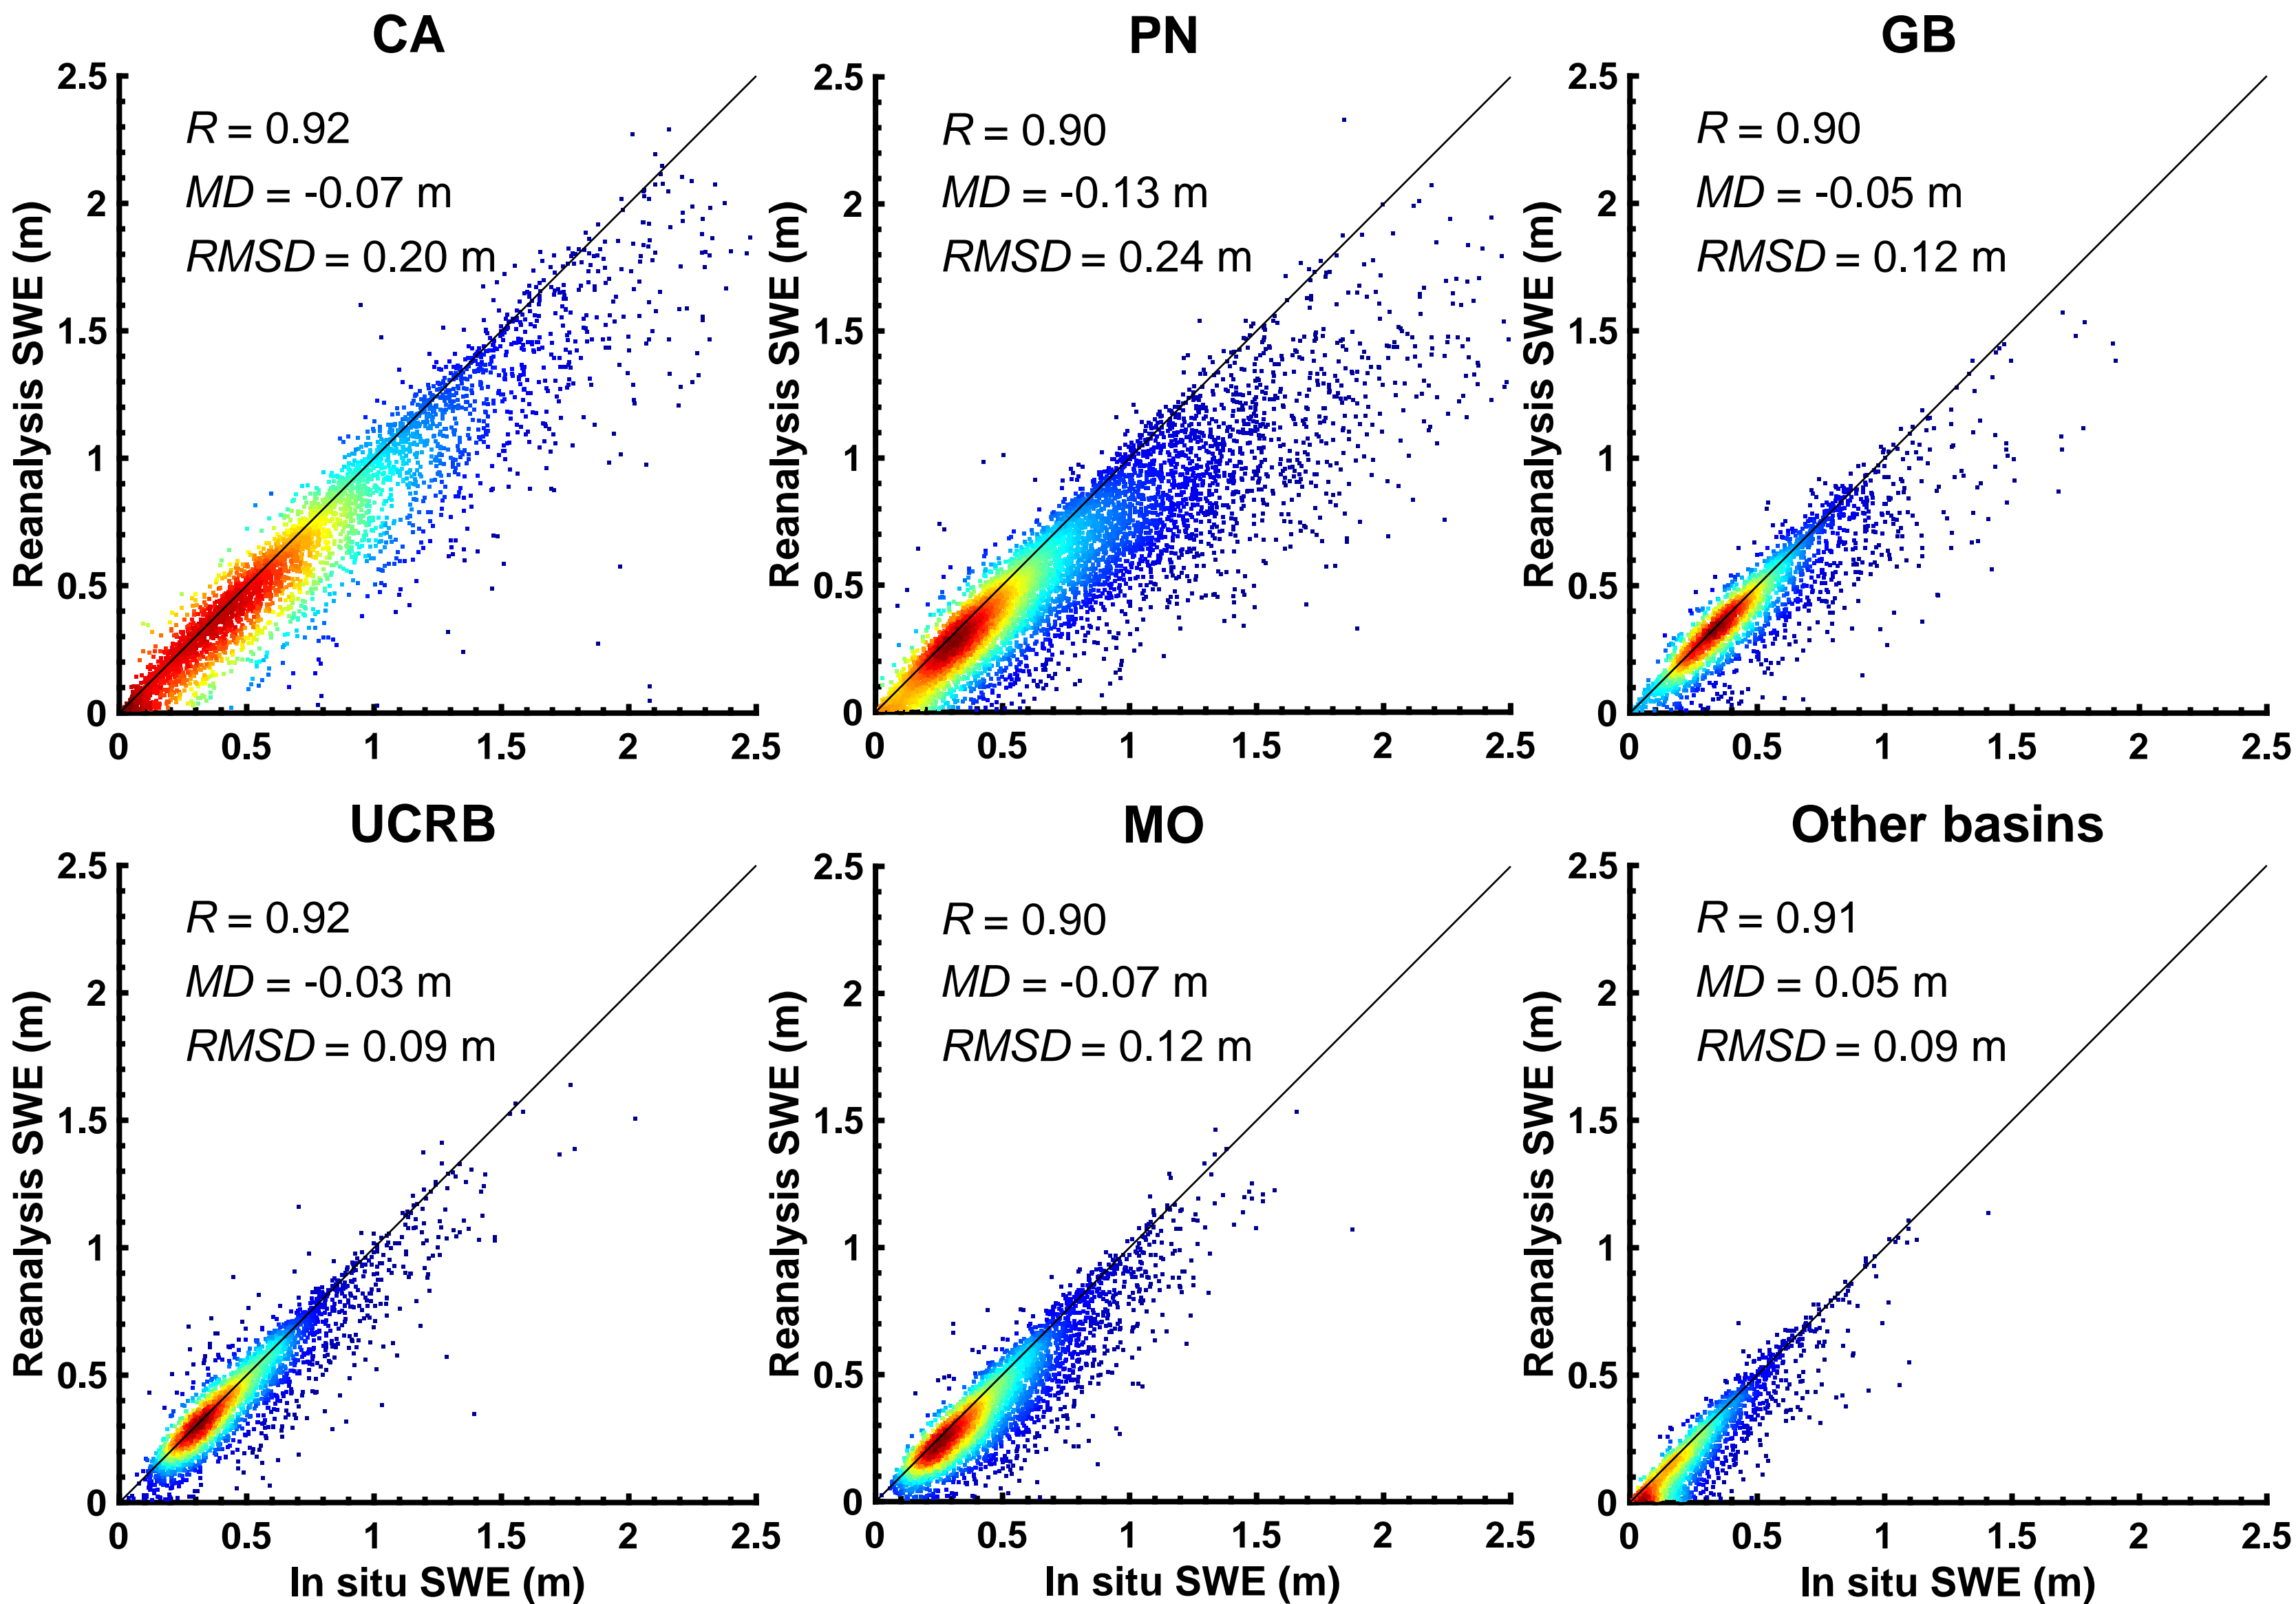 CA
2.5
2
1.5
1
0.5
0
Reanalysis SWE (m)
R = 0.92
MD = -0.07 m
RMSD = 0.20 m
0 0.5 1 1.5 2 2.5
PN
2.5
2
1.5
1
0.5
0
Reanalysis SWE (m)
R = 0.90
MD = -0.13 m
RMSD = 0.24 m
0 0.5 1 1.5 2 2.5
GB
2.5
2
1.5
1
0.5
0
Reanalysis SWE (m)
R = 0.90
MD = -0.05 m
RMSD = 0.12 m
0 0.5 1 1.5 2 2.5
UCRB
2.5
2
1.5
1
0.5
0
Reanalysis SWE (m)
R = 0.92
MD = -0.03 m
RMSD = 0.09 m
0 0.5 1 1.5 2 2.5
In situ SWE (m)
MO
2.5
2
1.5
1
0.5
0
Reanalysis SWE (m)
R = 0.90
MD = -0.07 m
RMSD = 0.12 m
0 0.5 1 1.5 2 2.5
In situ SWE (m)
Other basins
2.5
2
1.5
1
0.5
0
Reanalysis SWE (m)
R = 0.91
MD = 0.05 m
RMSD = 0.09 m
0 0.5 1 1.5 2 2.5
In situ SWE (m)